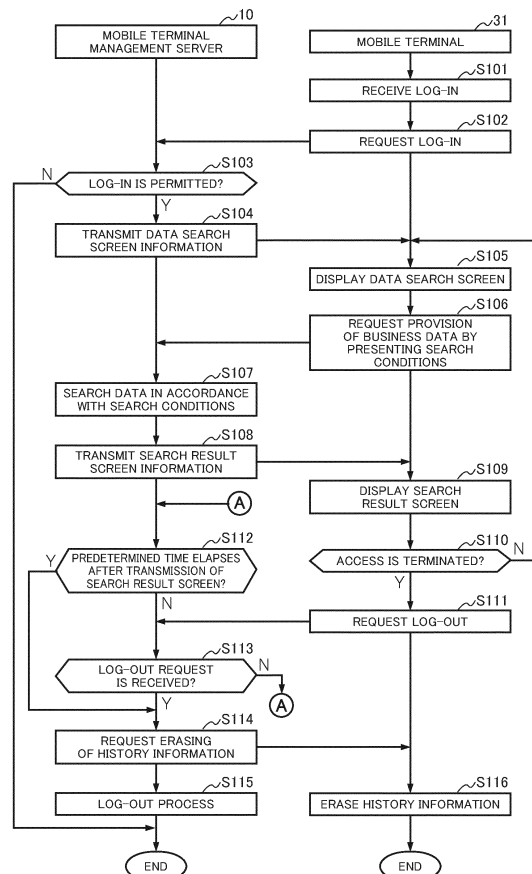 10
MOBILE TERMINAL
MANAGEMENT SERVER
31
MOBILE TERMINAL
S101
RECEIVE LOG-IN
S102
REQUEST LOG-IN
S103
N
LOG-IN IS PERMITTED?
Y
S104
TRANSMIT DATA SEARCH
SCREEN INFORMATION
S105
DISPLAY DATA SEARCH SCREEN
S106
REQUEST PROVISION
OF BUSINESS DATA BY
PRESENTING SEARCH
CONDITIONS
S107
SEARCH DATA IN ACCORDANCE
WITH SEARCH CONDITIONS
S108
TRANSMIT SEARCH RESULT
SCREEN INFORMATION
S109
DISPLAY SEARCH
RESULT SCREEN
A
S112
Y
PREDETERMINED TIME ELAPSES
AFTER TRANSMISSION OF
SEARCH RESULT SCREEN?
N
S110
ACCESS IS TERMINATED?
N
Y
S111
REQUEST LOG-OUT
S113
LOG-OUT REQUEST
IS RECEIVED?
N
A
Y
S114
REQUEST ERASING
OF HISTORY INFORMATION
S115
LOG-OUT PROCESS
S116
ERASE HISTORY INFORMATION
END
END